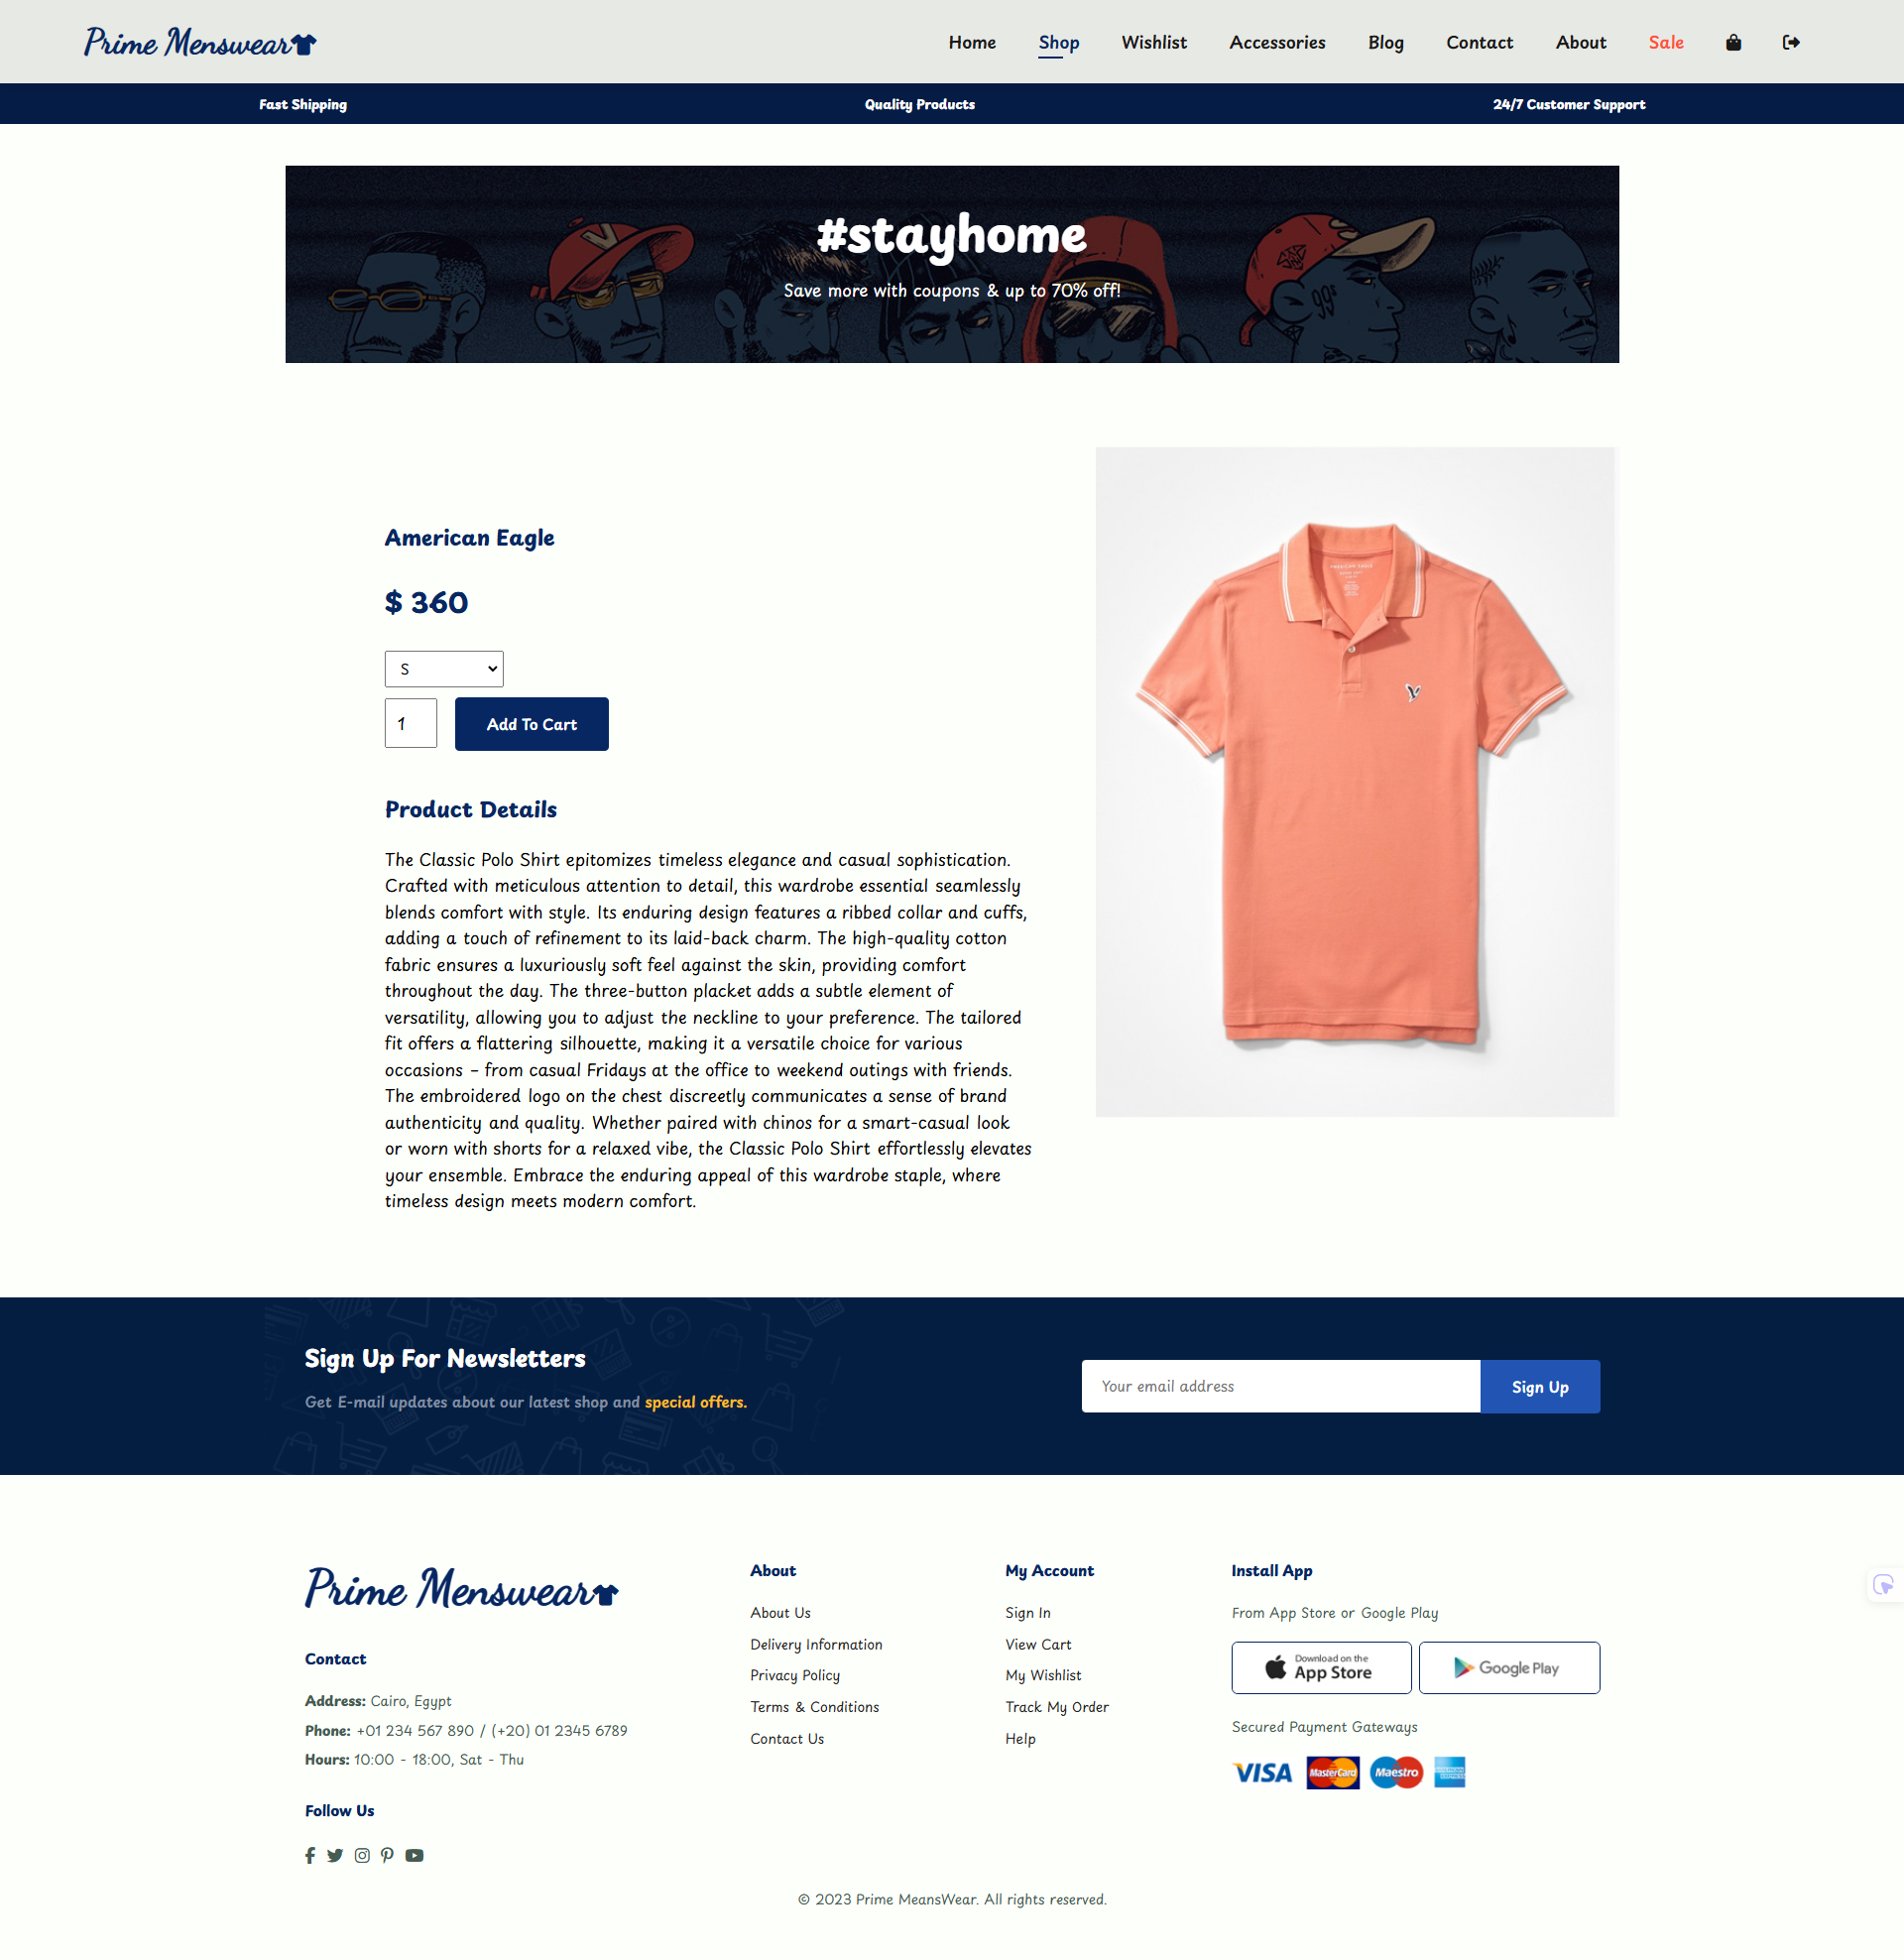 Prime Menswear
Home
Shop
Wishlist
Accessories
Blog
Contact
About
Sale
Fast Shipping
Quality Products
24/7 Customer Support
#stayhome
Save more with coupons & up to 70% off!
American Eagle
$ 360
S
1
Add To Cart
Product Details
The Classic Polo Shirt epitomizes timeless elegance and casual sophistication.
Crafted with meticulous attention to detail, this wardrobe essential seamlessly
blends comfort with style. Its enduring design features a ribbed collar and cuffs,
adding a touch of refinement to its laid-back charm. The high-quality cotton
fabric ensures a luxuriously soft feel against the skin, providing comfort
throughout the day. The three-button placket adds a subtle element of
versatility, allowing you to adjust the neckline to your preference. The tailored
fit offers a flattering silhouette, making it a versatile choice for various
occasions – from casual Fridays at the office to weekend outings with friends.
The embroidered logo on the chest discreetly communicates a sense of brand
authenticity and quality. Whether paired with chinos for a smart-casual look
or worn with shorts for a relaxed vibe, the Classic Polo Shirt effortlessly elevates
your ensemble. Embrace the enduring appeal of this wardrobe staple, where
timeless design meets modern comfort.
AMERICAN EAGLE
Sign Up For Newsletters
Get E-mail updates about our latest shop and special offers.
Your email address
Sign Up
Prime Menswear
Contact
Address: Cairo, Egypt
Phone: +01 234 567 890 / (+20) 01 2345 6789
Hours: 10:00 - 18:00, Sat - Thu
Follow Us
About
About Us
Delivery Information
Privacy Policy
Terms & Conditions
Contact Us
My Account
Sign In
View Cart
My Wishlist
Track My Order
Help
Install App
From App Store or Google Play
Download on the
App Store
Google Play
Secured Payment Gateways
VISA
MasterCard
Maestro
AMERICAN EXPRESS
© 2023 Prime MeansWear. All rights reserved.